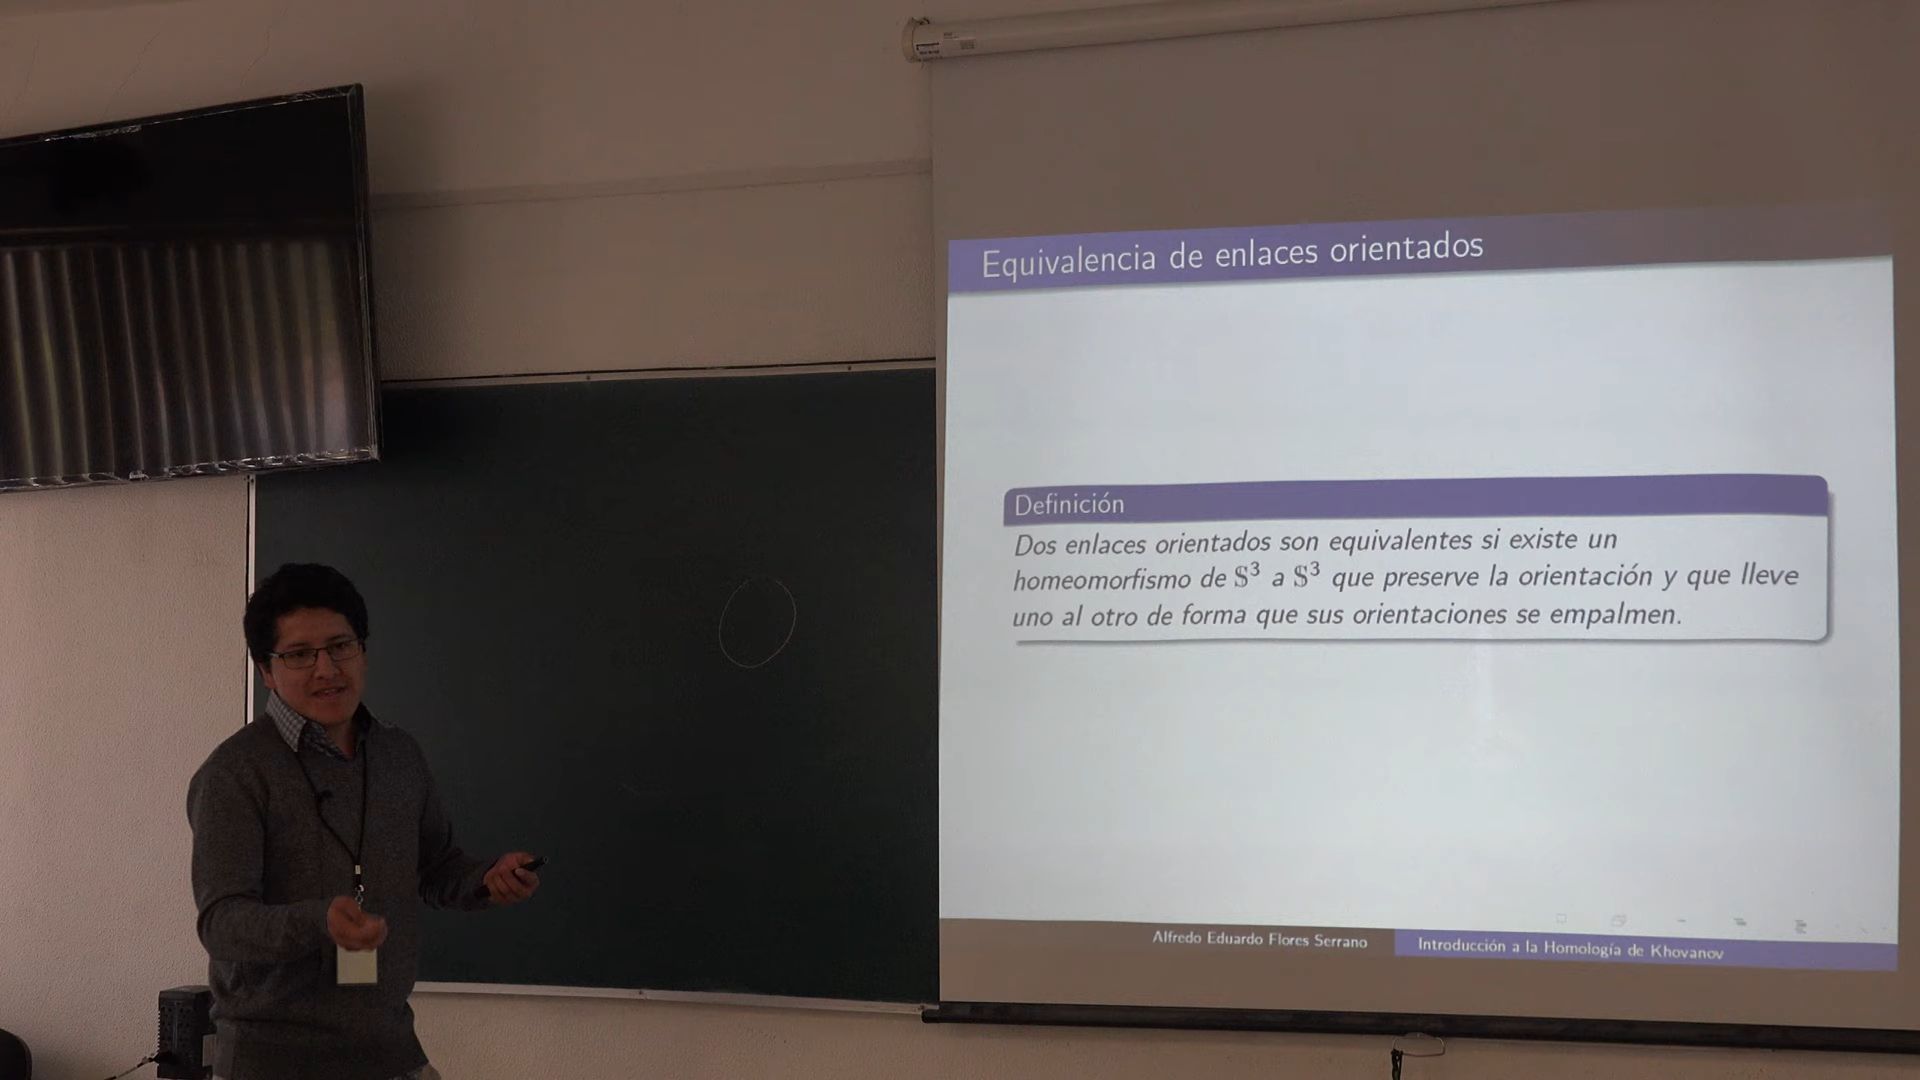 Equivalencia de enlaces orientados
Definición
Dos enlaces orientados son equivalentes si existe un
homeomorfismo de 𝕊³ a 𝕊³ que preserve la orientación y que lleve
uno al otro de forma que sus orientaciones se empalmen.
Alfredo Eduardo Flores Serrano
Introducción a la Homología de Khovanov